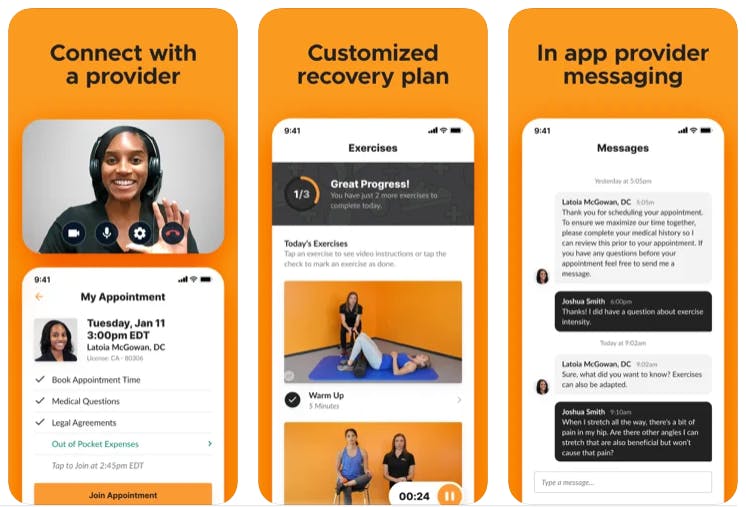 Connect with
a provider
9:41
My Appointment
Tuesday, Jan 11
3:00pm EDT
Latoia McGowan, DC
License: CA - 80306
Book Appointment Time
Medical Questions
Legal Agreements
Out of Pocket Expenses
Tap to Join at 2:45pm EDT
Join Appointment
Customized
recovery plan
9:41
Exercises
1/3
Great Progress!
You have just 2 more exercises to
complete today.
Today's Exercises
Tap an exercise to see video instructions or tap the
check to mark an exercise as done.
Warm Up
5 Minutes
00:24
In app provider
messaging
9:41
Messages
Yesterday at 5:05pm
Latoia McGowan, DC 5:05m
Thank you for scheduling your appointment.
To ensure we maximize our time together,
please complete your medical history so I
can review this prior to your appointment. If
you have any questions before your
appointment feel free to send me a
message.
Joshua Smith 6:00pm
Thanks! I did have a question about exercise
intensity.
Today at 9:02am
Latoia McGowan, DC 9:02am
Sure, what did you want to know? Exercises
can also be adapted.
Joshua Smith 9:10am
When I stretch all the way, there's a bit of
pain in my hip. Are there other angles I can
stretch that are also beneficial but won't
cause that pain?
Type a message...